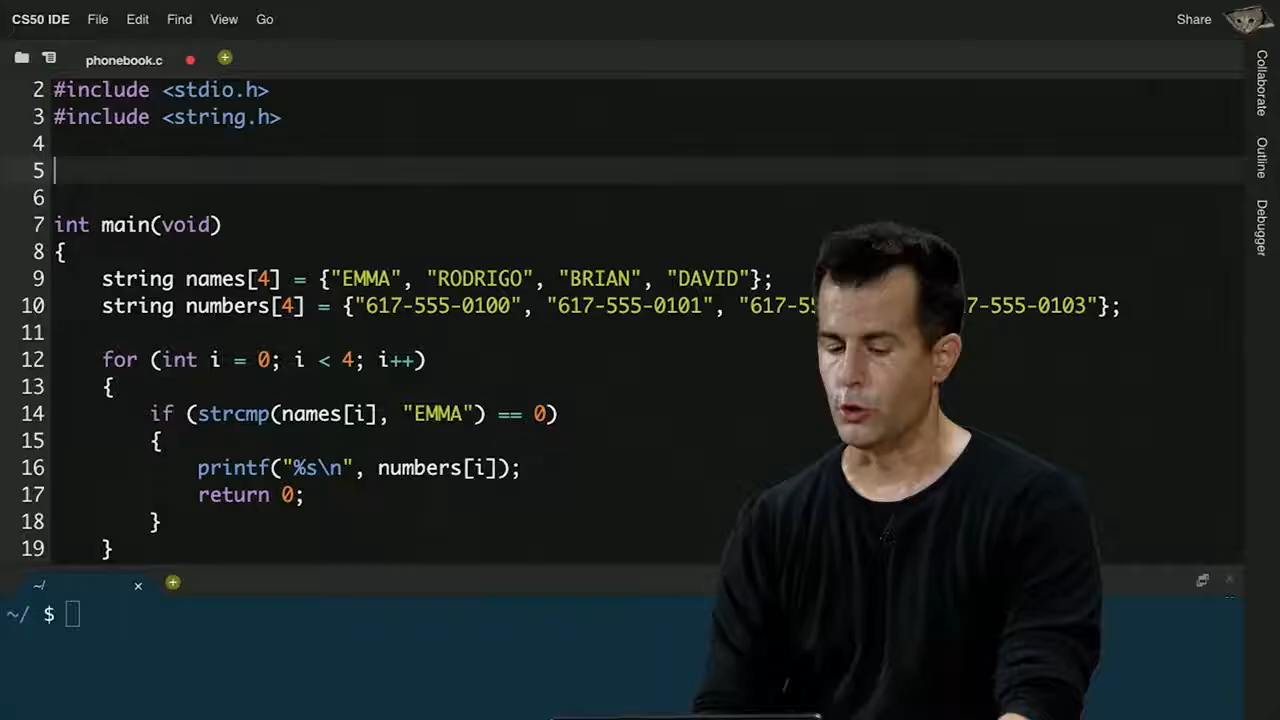 CS50 IDE File Edit Find View Go Share
phonebook.c
2 #include <stdio.h>
3 #include <string.h>
4
5
6
7 int main(void)
8 {
9 string names[4] = {"EMMA", "RODRIGO", "BRIAN", "DAVID"};
10 string numbers[4] = {"617-555-0100", "617-555-0101", "617-5 7-555-0103"};
11
12 for (int i = 0; i < 4; i++)
13 {
14 if (strcmp(names[i], "EMMA") == 0)
15 {
16 printf("%s\n", numbers[i]);
17 return 0;
18 }
19 }
~/
~/ $
Collaborate
Outline
Debugger